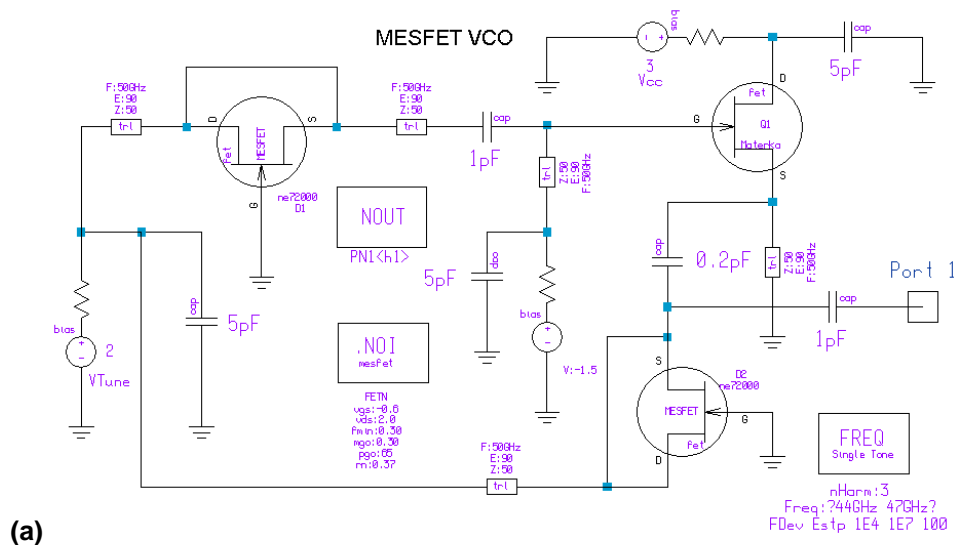 MESFET VCO
bias
3
Vcc
cap
5pF
F:50GHz
E:90
Z:50
trl
D
S
MESFET
fet
G
ne72000
D1
F:50GHz
E:90
Z:50
trl
cap
1pF
G
D
fet
Q1
Materka
S
trl
Z:50
E:90
F:50GHz
NOUT
PN1<h1>
cap
5pF
cap
0.2pF
trl
Z:50
E:90
F:50GHz
Port 1
cap
1pF
bias
2
VTune
cap
5pF
bias
V:-1.5
.NOI
mesfet
FETN
vgs:-0.6
vds:2.0
fmin:0.30
mgo:0.30
pgo:65
rn:0.37
S
D2
ne72000
MESFET
G
fet
D
F:50GHz
E:90
Z:50
trl
FREQ
Single Tone
nHarm:3
Freq:?44GHz 47GHz?
FDev Estp 1E4 1E7 100
(a)